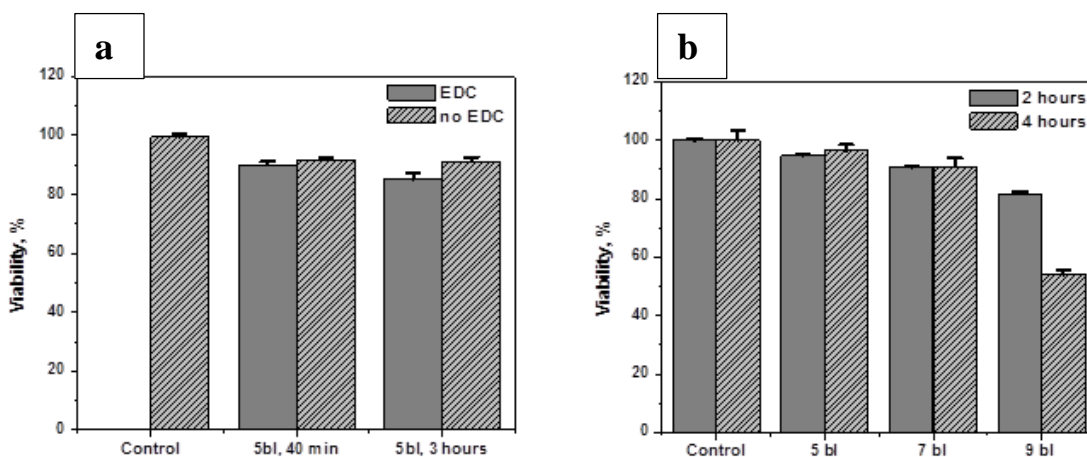 a
120
100
80
60
40
20
0
Viability, %
EDC
no EDC
Control
5bl, 40 min
5bl, 3 hours
b
120
100
80
60
40
20
0
Viability, %
2 hours
4 hours
Control
5 bl
7 bl
9 bl